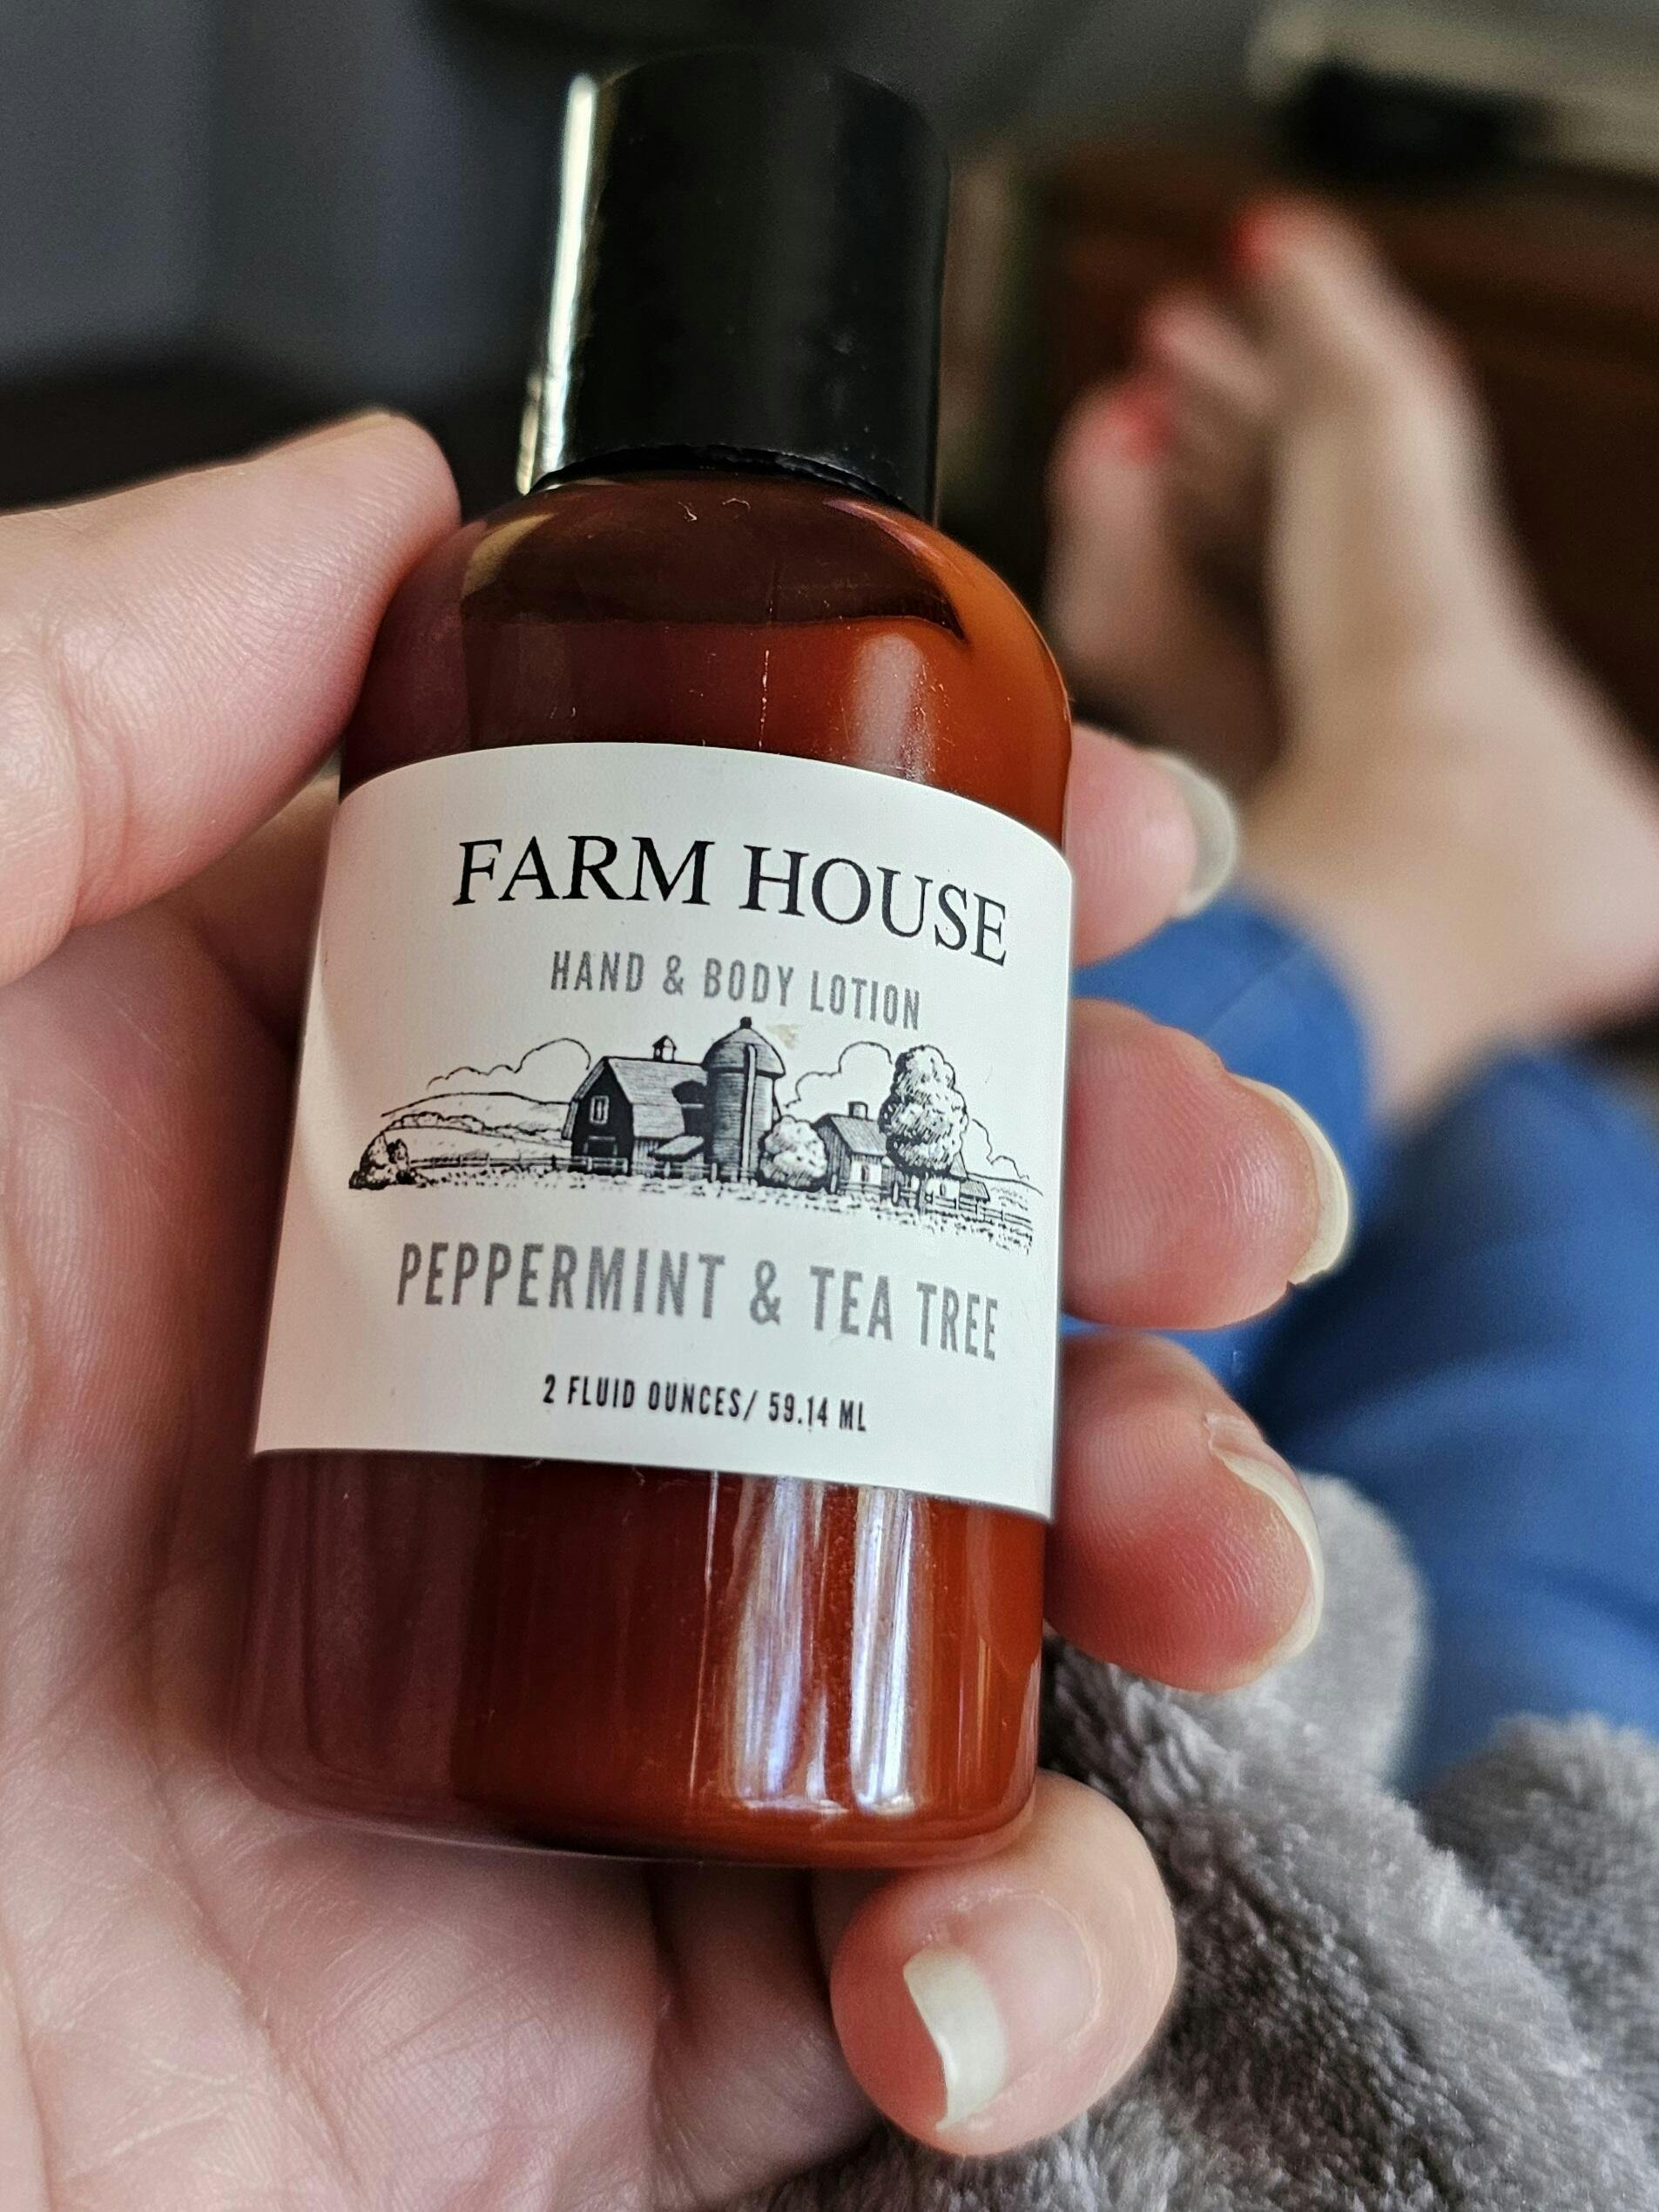 FARM HOUSE
HAND & BODY LOTION
PEPPERMINT & TEA TREE
2 FLUID OUNCES/ 59.14 ML